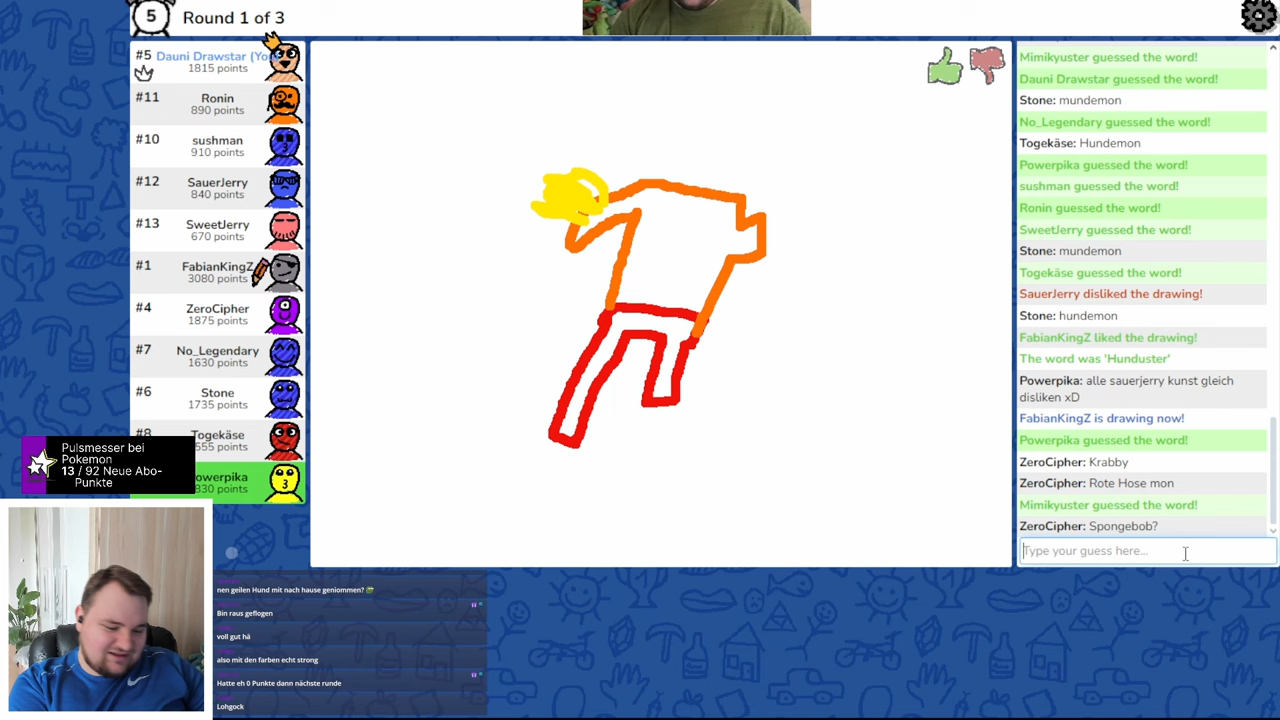 5
Round 1 of 3
#5 Dauni Drawstar (You
1815 points
#11 Ronin
890 points
#10 sushman
910 points
#12 SauerJerry
840 points
#13 SweetJerry
670 points
#1 FabianKingZ
3080 points
#4 ZeroCipher
1875 points
#7 No_Legendary
1630 points
#6 Stone
1735 points
#8 Togekäse
555 points
owerpika
830 points
Pulsmesser bei
Pokemon
13 / 92 Neue Abo-
Punkte
Mimikyuster guessed the word!
Dauni Drawstar guessed the word!
Stone: mundemon
No_Legendary guessed the word!
Togekäse: Hundemon
Powerpika guessed the word!
sushman guessed the word!
Ronin guessed the word!
SweetJerry guessed the word!
Stone: mundemon
Togekäse guessed the word!
SauerJerry disliked the drawing!
Stone: hundemon
FabianKingZ liked the drawing!
The word was 'Hunduster'
Powerpika: alle sauerjerry kunst gleich
disliken xD
FabianKingZ is drawing now!
Powerpika guessed the word!
ZeroCipher: Krabby
ZeroCipher: Rote Hose mon
Mimikyuster guessed the word!
ZeroCipher: Spongebob?
Type your guess here...
nen geilen Hund mit nach hause geniommen?
Bin raus geflogen
voll gut hä
also mit den farben echt strong
Hatte eh 0 Punkte dann nächste runde
Lohgock